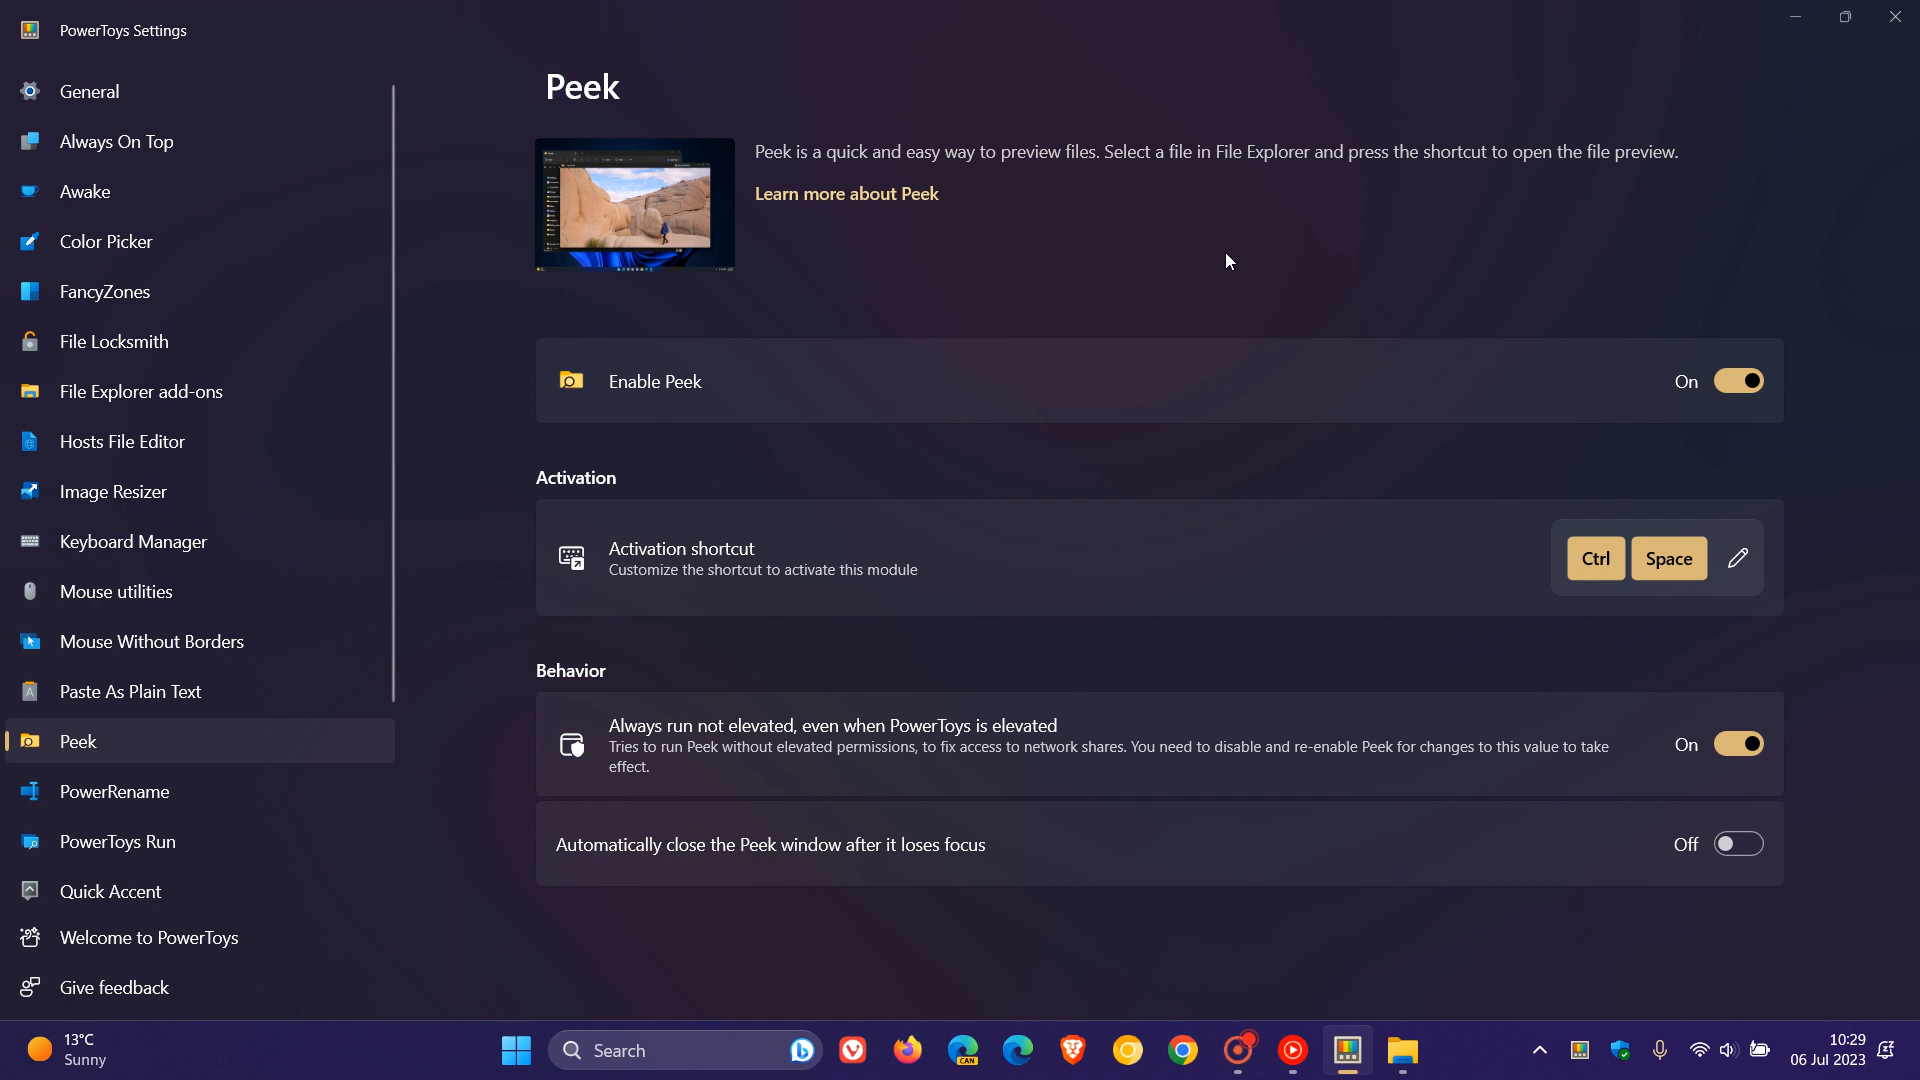 PowerToys Settings
General
Always On Top
Awake
Color Picker
FancyZones
File Locksmith
File Explorer add-ons
Hosts File Editor
Image Resizer
Keyboard Manager
Mouse utilities
Mouse Without Borders
Paste As Plain Text
Peek
PowerRename
PowerToys Run
Quick Accent
Welcome to PowerToys
Give feedback
Peek
Peek is a quick and easy way to preview files. Select a file in File Explorer and press the shortcut to open the file preview.
Learn more about Peek
Enable Peek
On
Activation
Activation shortcut
Customize the shortcut to activate this module
Ctrl Space
Behavior
Always run not elevated, even when PowerToys is elevated
Tries to run Peek without elevated permissions, to fix access to network shares. You need to disable and re-enable Peek for changes to this value to take
effect.
On
Automatically close the Peek window after it loses focus
Off
13°C
Sunny
Search
CAN
10:29
06 Jul 2023